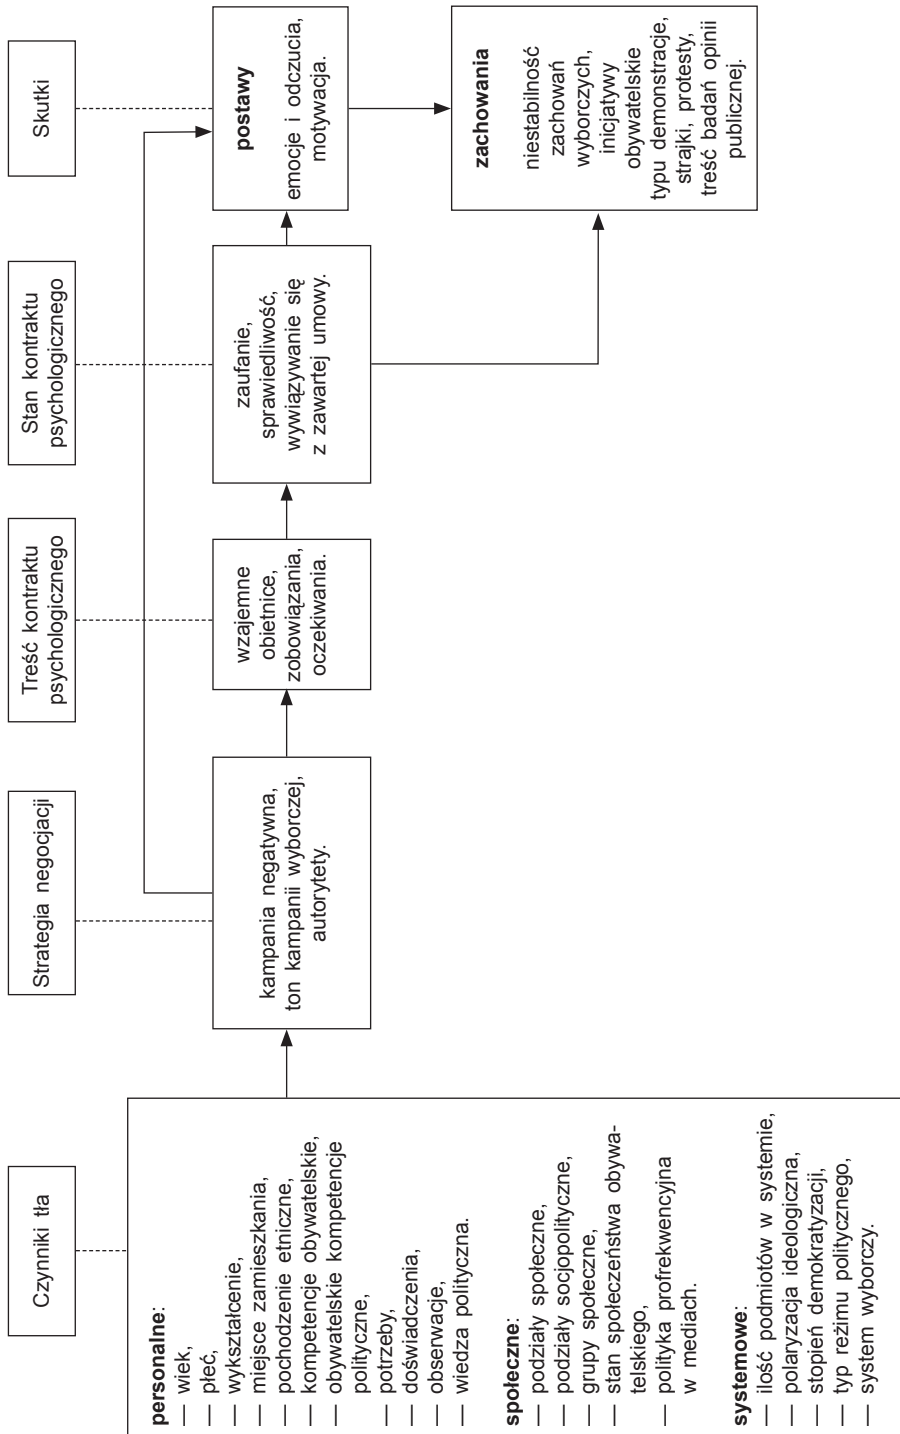 Czynniki tła
personalne:
— wiek,
— płeć,
— wykształcenie,
— miejsce zamieszkania,
— pochodzenie etniczne,
— kompetencje obywatelskie,
— obywatelskie kompetencje
polityczne,
— potrzeby,
— doświadczenia,
— obserwacje,
— wiedza polityczna.
społeczne:
— podziały społeczne,
— podziały socjopolityczne,
— grupy społeczne,
— stan społeczeństwa obywa-
telskiego,
— polityka profrekwencyjna
w mediach.
systemowe:
— ilość podmiotów w systemie,
— polaryzacja ideologiczna,
— stopień demokratyzacji,
— typ reżimu politycznego,
— system wyborczy.
Strategia negocjacji
kampania negatywna,
ton kampanii wyborczej,
autorytety.
Treść kontraktu
psychologicznego
wzajemne
obietnice,
zobowiązania,
oczekiwania.
Stan kontraktu
psychologicznego
zaufanie,
sprawiedliwość,
wywiązywanie się
z zawartej umowy.
Skutki
postawy
emocje i odczucia,
motywacja.
zachowania
niestabilność
zachowań
wyborczych,
inicjatywy
obywatelskie
typu demonstracje,
strajki, protesty,
treść badań opinii
publicznej.